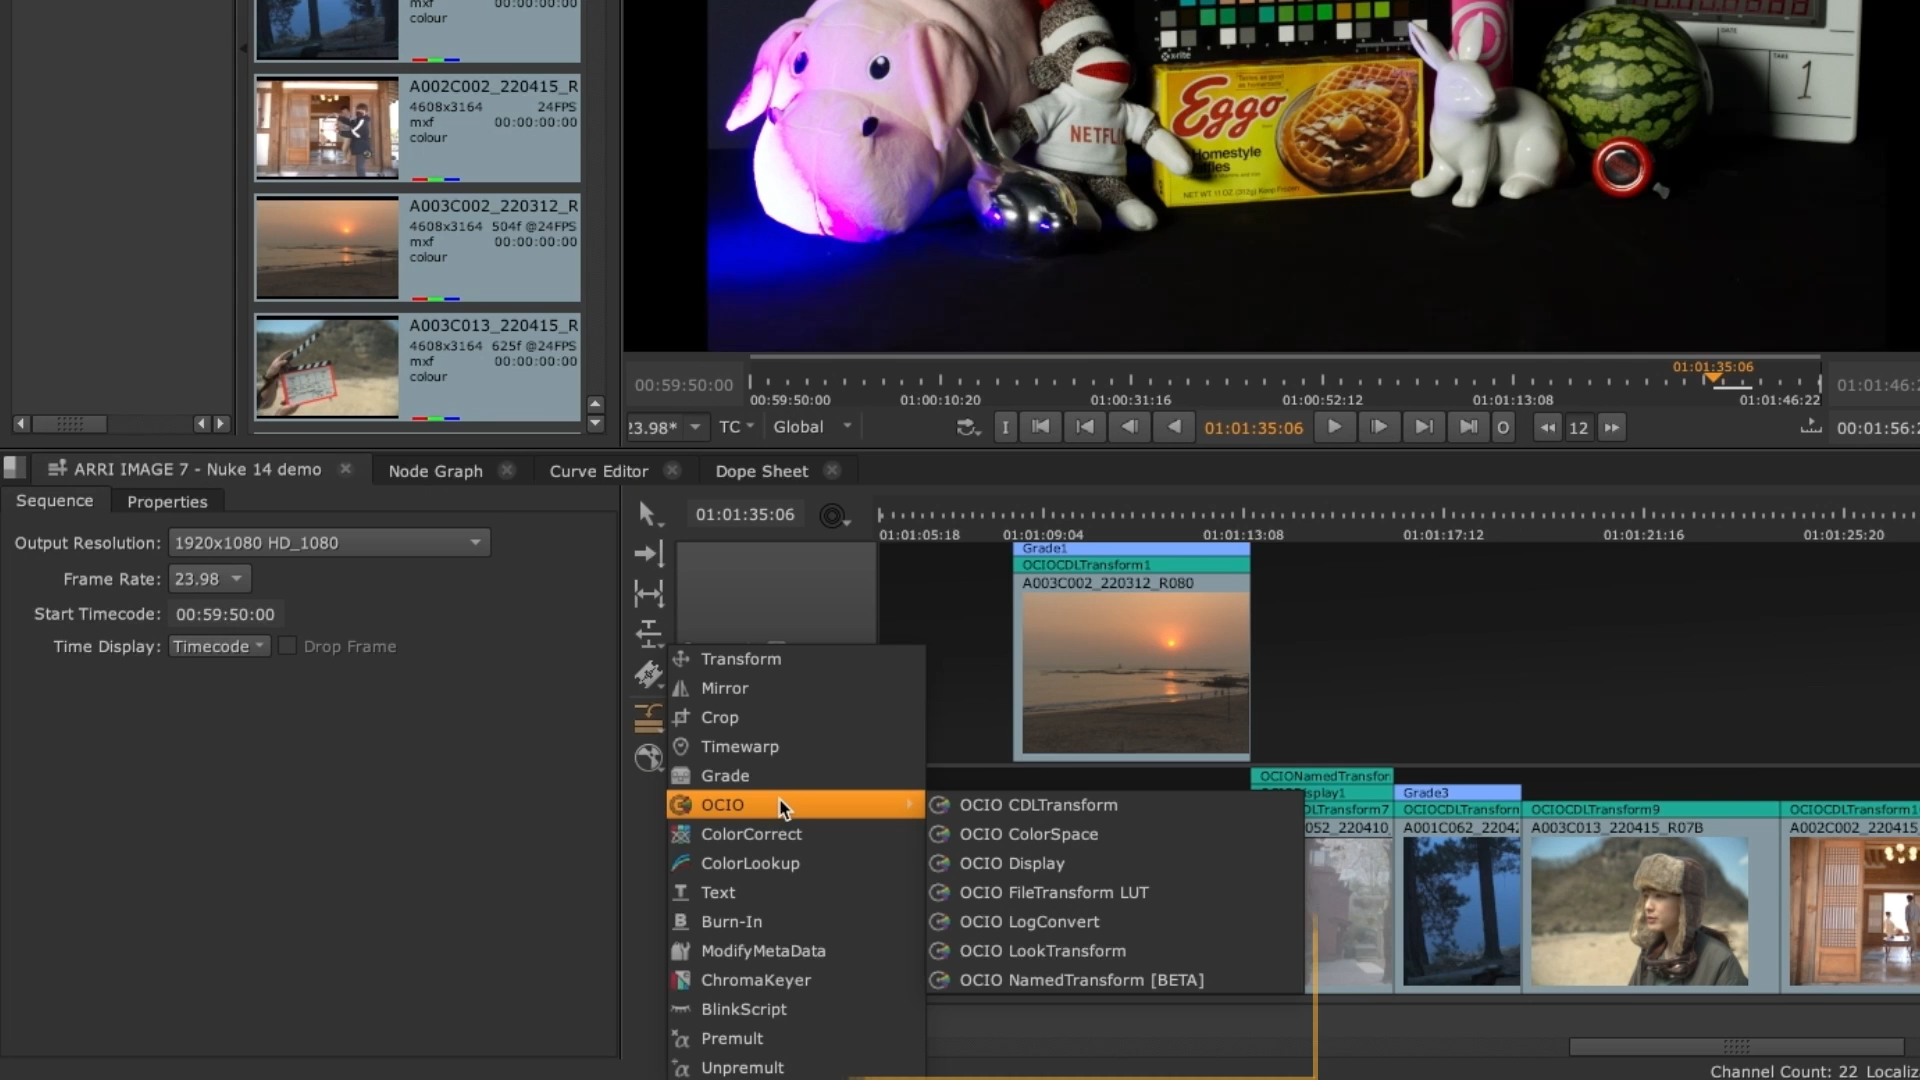 mxf
00:00:00:00
colour
A002C002_220415_R
4608x3164
24FPS
mxf
00:00:00:00
colour
A003C002_220312_R
4608x3164
504f @24FPS
mxf
00:00:00:00
colour
A003C013_220415_R
4608x3164
625f @24FPS
mxf
00:00:00:00
colour
xrite
Eggo
Homestyle
NET WT 11 OZ (312g) Keep Frozen
NETFLI
DATE
TAKE
1
01:01:35:06
00:59:50:00
00:59:50:00
01:00:10:20
01:00:31:16
01:00:52:12
01:01:13:08
01:01:46:22
01:01:46:2
23.98*
TC
Global
I
01:01:35:06
O
12
00:01:56:2
ARRI IMAGE 7 - Nuke 14 demo
Node Graph
Curve Editor
Dope Sheet
Sequence
Properties
Output Resolution:
1920x1080 HD_1080
Frame Rate:
23.98
Start Timecode:
00:59:50:00
Time Display:
Timecode
Drop Frame
01:01:35:06
01:01:05:18
01:01:09:04
01:01:13:08
01:01:17:12
01:01:21:16
01:01:25:20
Grade1
OCIOCDLTransform1
A003C002_220312_R080
Transform
Mirror
Crop
Timewarp
Grade
OCIO
ColorCorrect
ColorLookup
Text
Burn-In
ModifyMetaData
ChromaKeyer
BlinkScript
Premult
Unpremult
OCIO CDLTransform
OCIO ColorSpace
OCIO Display
OCIO FileTransform LUT
OCIO LogConvert
OCIO LookTransform
OCIO NamedTransform [BETA]
OCIONamedTransfor
isplay1
DLTransform7
052_220410_
Grade3
A001C062_2204
OCIOCDLTransform9
A003C013_220415_R07B
OCIOCDLTransform1
A002C002_220415
Channel Count: 22
Localiz